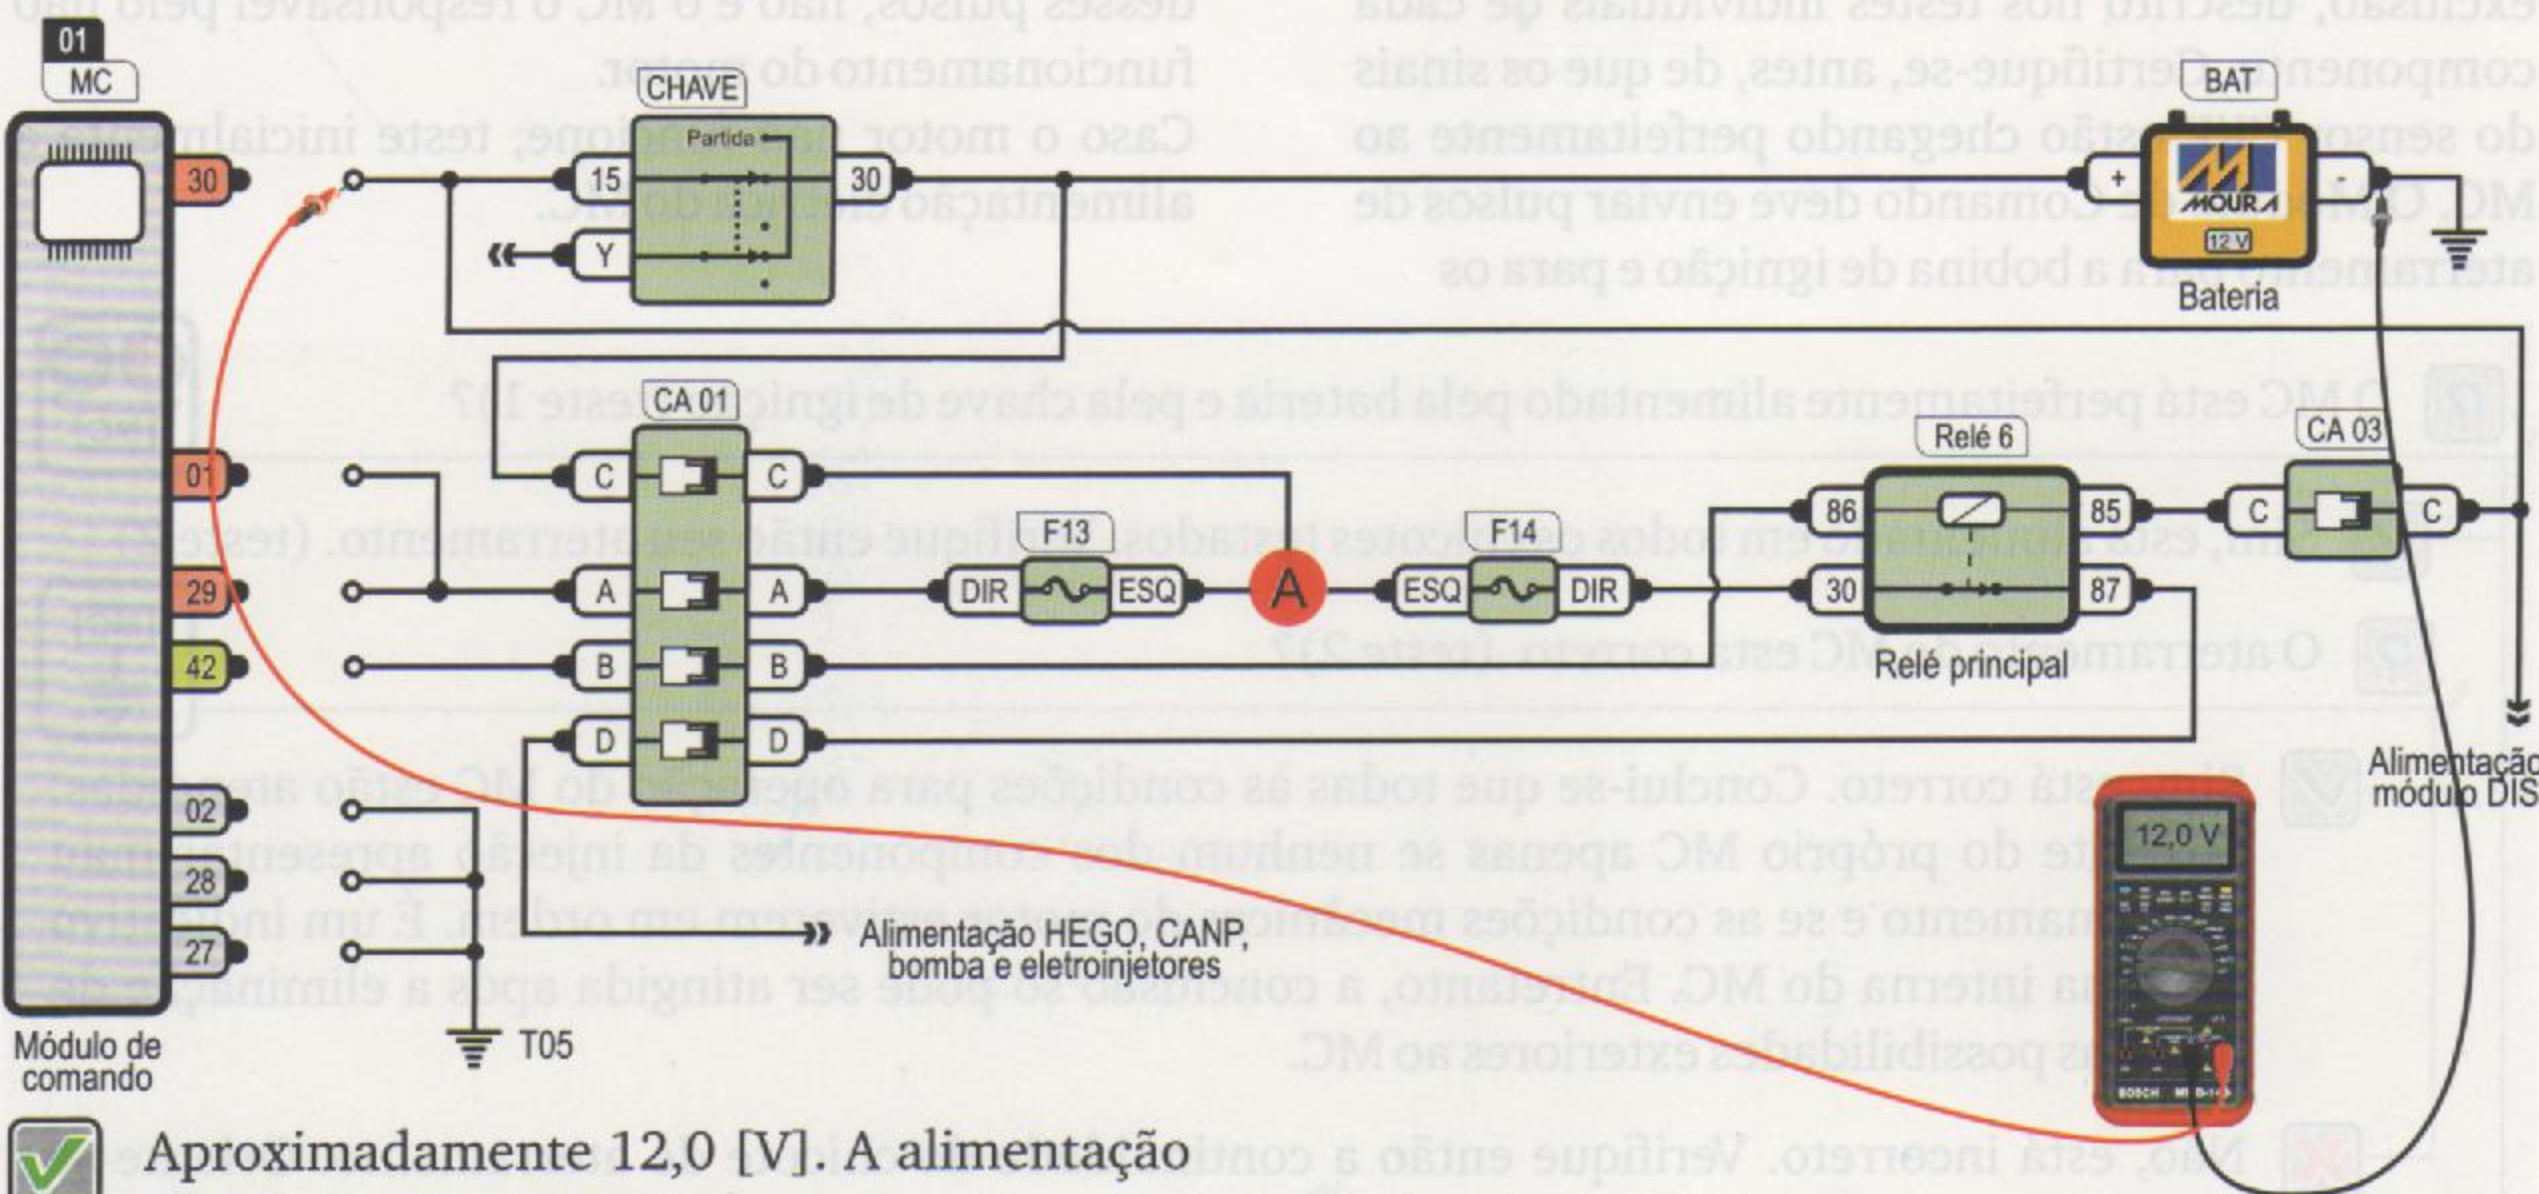 01
MC
CHAVE
BAT
Partida
30
15
30
+
-
MOURA
12 V
Y
Bateria
CA 01
Relé 6
CA 03
01
C
C
86
85
C
C
F13
F14
29
A
A
DIR
ESQ
A
ESQ
DIR
30
87
42
B
B
Relé principal
D
D
Alimentação
módulo DIS
02
12,0 V
28
27
Alimentação HEGO, CANP,
bomba e eletroinjetores
T05
Módulo de
comando
BOSCH
Aproximadamente 12,0 [V]. A alimentação